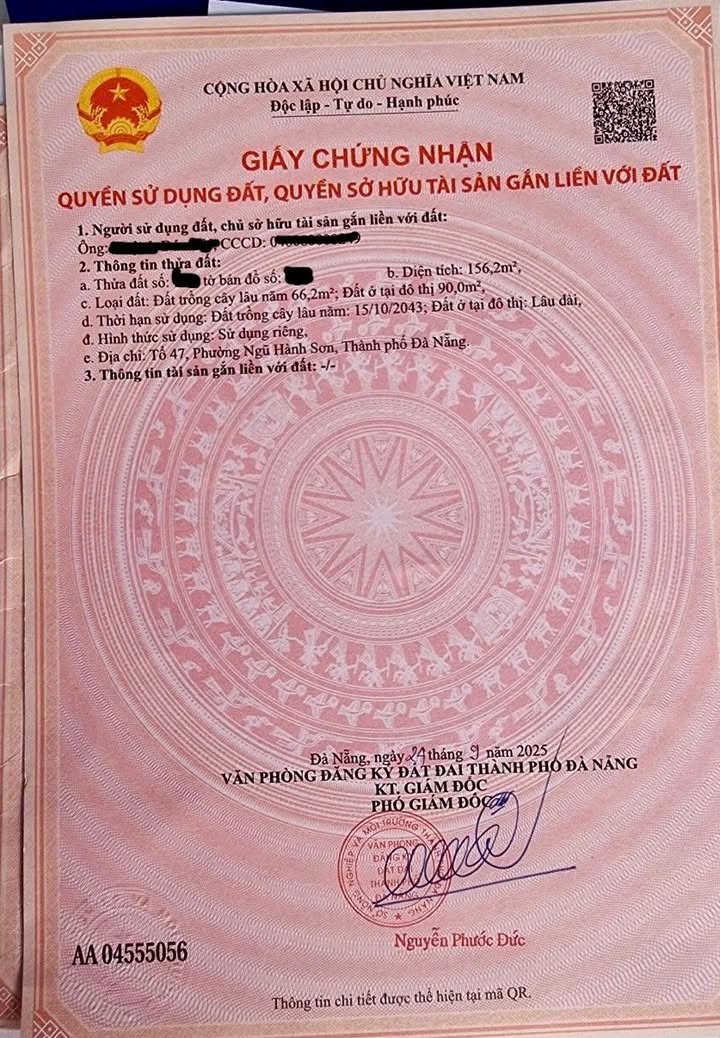 CỘNG HÒA XÃ HỘI CHỦ NGHĨA VIỆT NAM
Độc lập - Tự do - Hạnh phúc
GIẤY CHỨNG NHẬN
QUYỀN SỬ DỤNG ĐẤT, QUYỀN SỞ HỮU TÀI SẢN GẮN LIỀN VỚI ĐẤT
1. Người sử dụng đất, chủ sở hữu tài sản gắn liền với đất:
Ông: CCCD:
2. Thông tin thửa đất:
a. Thửa đất số: tờ bản đồ số: b. Diện tích: 156,2m²,
c. Loại đất: Đất trồng cây lâu năm 66,2m²; Đất ở tại đô thị 90,0m²,
d. Thời hạn sử dụng: Đất trồng cây lâu năm: 15/10/2043; Đất ở tại đô thị: Lâu dài,
đ. Hình thức sử dụng: Sử dụng riêng,
e. Địa chỉ: Tổ 47, Phường Ngũ Hành Sơn, Thành phố Đà Nẵng.
3. Thông tin tài sản gắn liền với đất: -/-
Đà Nẵng, ngày 24 tháng 9 năm 2025
VĂN PHÒNG ĐĂNG KÝ ĐẤT ĐAI THÀNH PHỐ ĐÀ NẴNG
KT. GIÁM ĐỐC
PHÓ GIÁM ĐỐC
VĂN PHÒNG
Nguyễn Phước Đức
AA 04555056
Thông tin chi tiết được thể hiện tại mã QR.